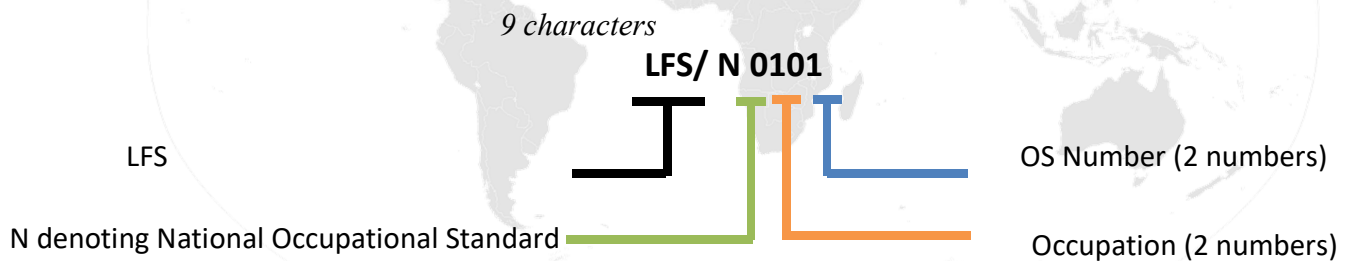 9 characters
LFS/ N 0101
LFS
OS Number (2 numbers)
N denoting National Occupational Standard
Occupation (2 numbers)